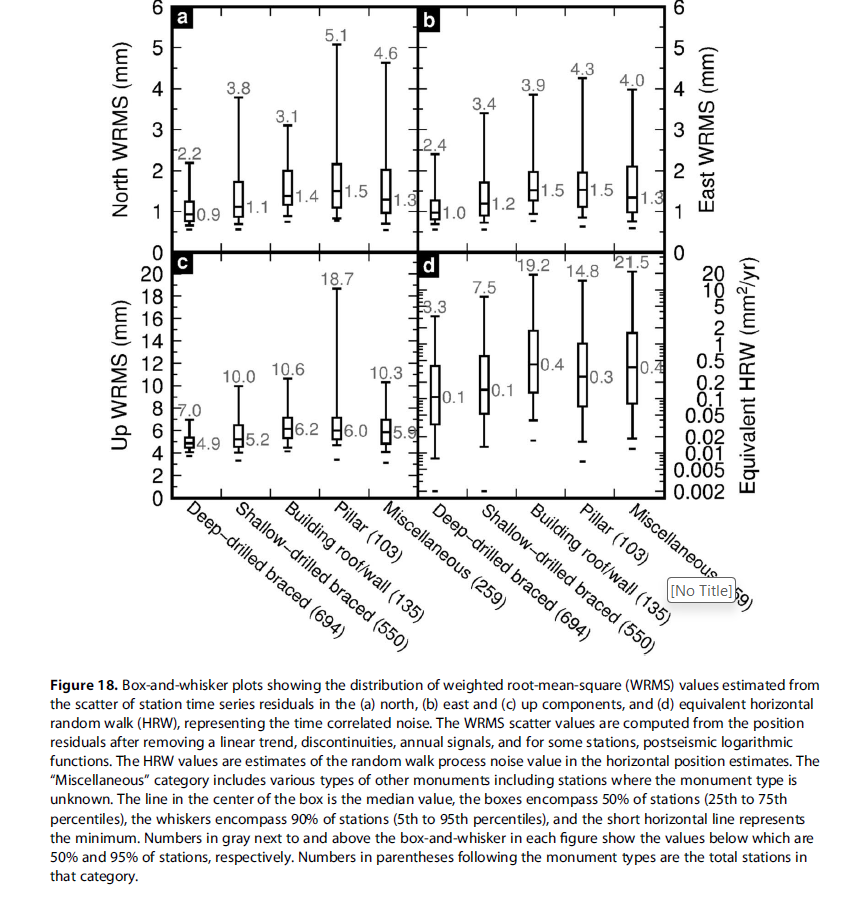 a
b
North WRMS (mm)
6
5
4
3
2
1
0
2.2
0.9
3.8
1.1
3.1
1.4
5.1
1.5
4.6
1.3
East WRMS (mm)
6
5
4
3
2
1
0
2.4
1.0
3.4
1.2
3.9
1.5
4.3
1.5
4.0
1.3
c
d
Up WRMS (mm)
20
18
16
14
12
10
8
6
4
2
0
7.0
4.9
10.0
5.2
10.6
6.2
18.7
6.0
10.3
5.9
Equivalent HRW (mm²/yr)
20
10
5
2
1
0.5
0.2
0.1
0.05
0.02
0.01
0.005
0.002
3.3
0.1
7.5
0.1
19.2
0.4
14.8
0.3
21.5
0.4
Deep–drilled braced (694)
Shallow–drilled braced (550)
Building roof/wall (135)
Pillar (103)
Miscellaneous (259)
Deep–drilled braced (694)
Shallow–drilled braced (550)
Building roof/wall (135)
Pillar (103)
Miscellaneous 59)
[No Title]
Figure 18. Box-and-whisker plots showing the distribution of weighted root-mean-square (WRMS) values estimated from
the scatter of station time series residuals in the (a) north, (b) east and (c) up components, and (d) equivalent horizontal
random walk (HRW), representing the time correlated noise. The WRMS scatter values are computed from the position
residuals after removing a linear trend, discontinuities, annual signals, and for some stations, postseismic logarithmic
functions. The HRW values are estimates of the random walk process noise value in the horizontal position estimates. The
“Miscellaneous” category includes various types of other monuments including stations where the monument type is
unknown. The line in the center of the box is the median value, the boxes encompass 50% of stations (25th to 75th
percentiles), the whiskers encompass 90% of stations (5th to 95th percentiles), and the short horizontal line represents
the minimum. Numbers in gray next to and above the box-and-whisker in each figure show the values below which are
50% and 95% of stations, respectively. Numbers in parentheses following the monument types are the total stations in
that category.